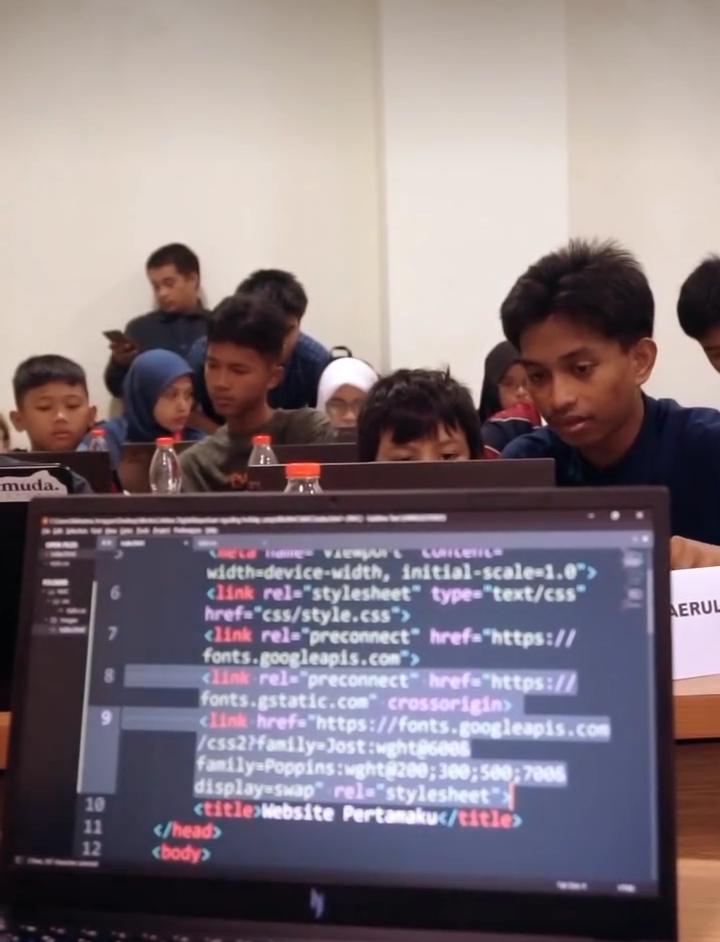 muda.
AERUL
5 <meta name="viewport" content=
width=device-width, initial-scale=1.0">
6 <link rel="stylesheet" type="text/css"
href="css/style.css">
7 <link rel="preconnect" href="https://
fonts.googleapis.com">
8 <link rel="preconnect" href="https://
fonts.gstatic.com" crossorigin>
9 <link href="https://fonts.googleapis.com
/css2?family=Jost:wght@600&
family=Poppins:wght@200;300;500;700&
display=swap" rel="stylesheet">
10 <title>Website Pertamaku</title>
11 </head>
12 <body>
hp